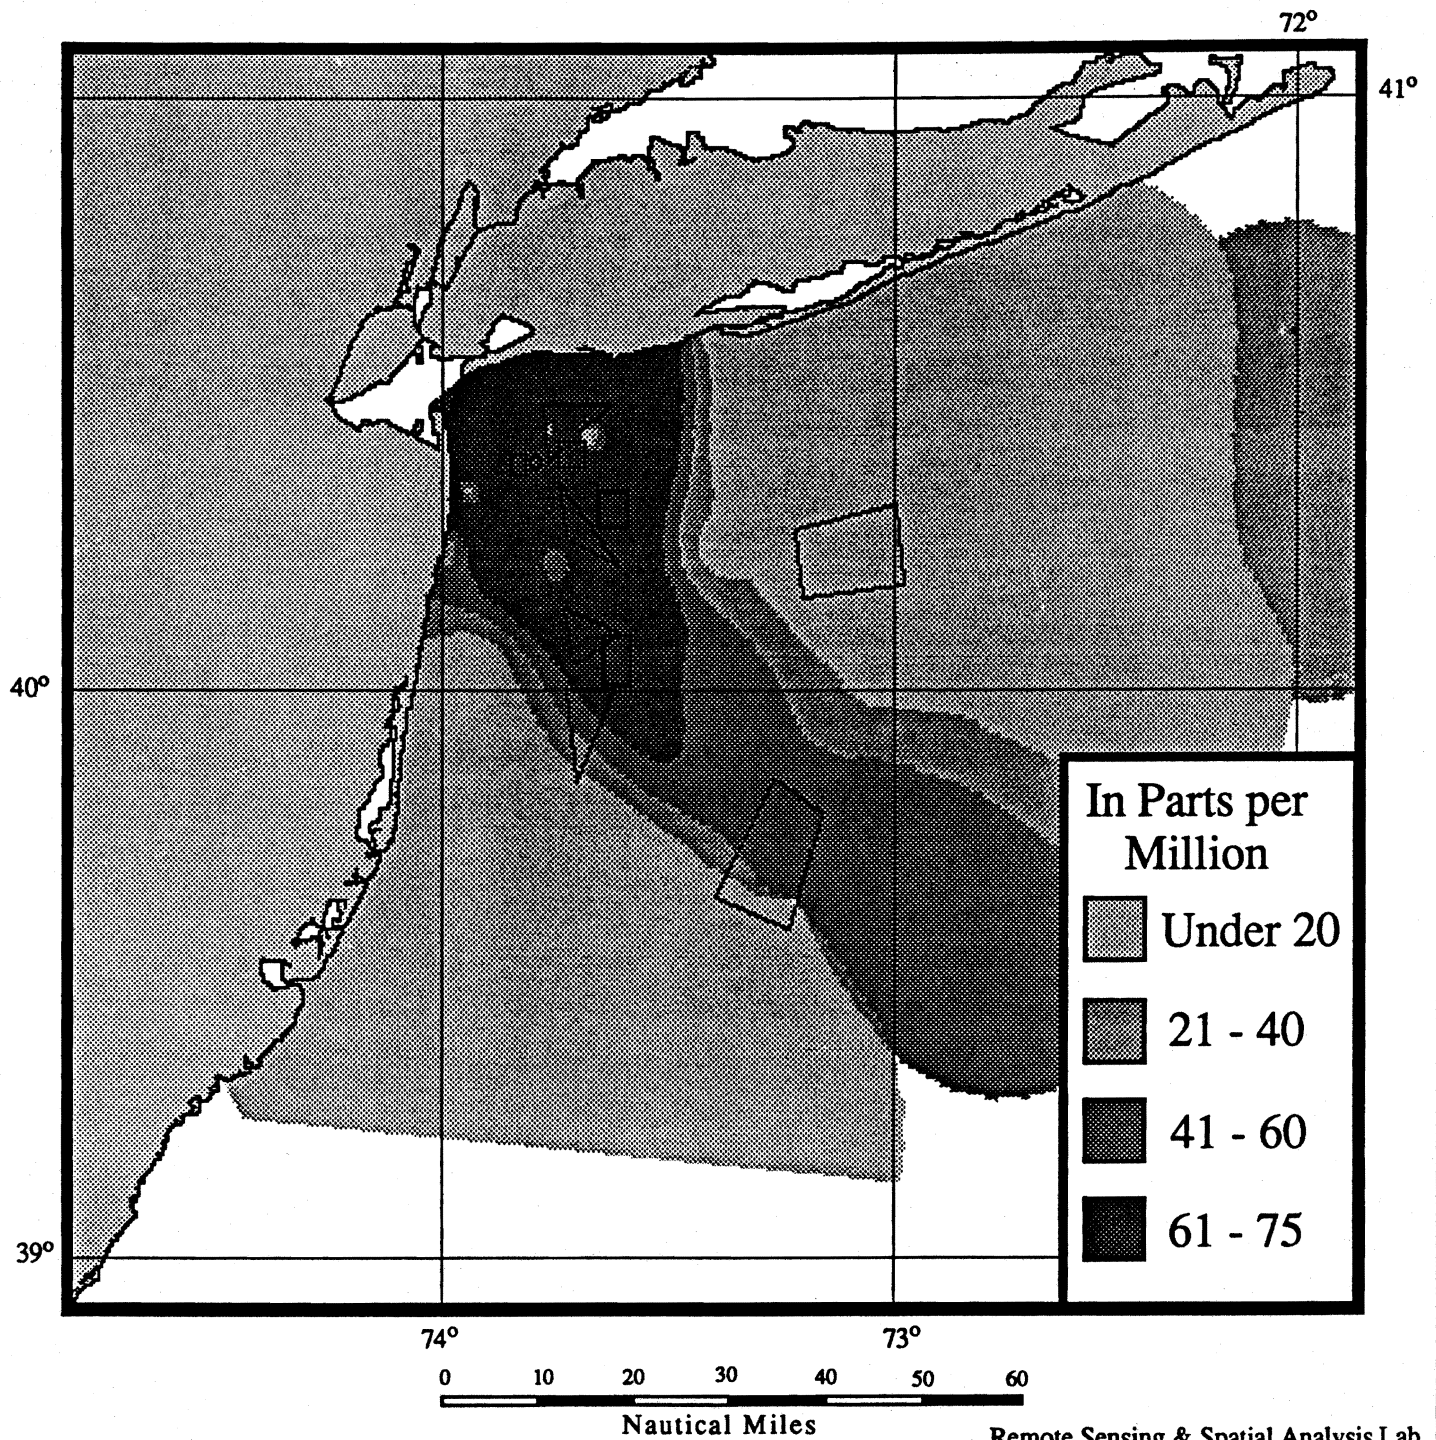 72°
41°
40°
In Parts per
Million
Under 20
21 - 40
41 - 60
61 - 75
39°
74°
73°
0 10 20 30 40 50 60
Nautical Miles
Remote Sensing & Spatial Analysis Lab